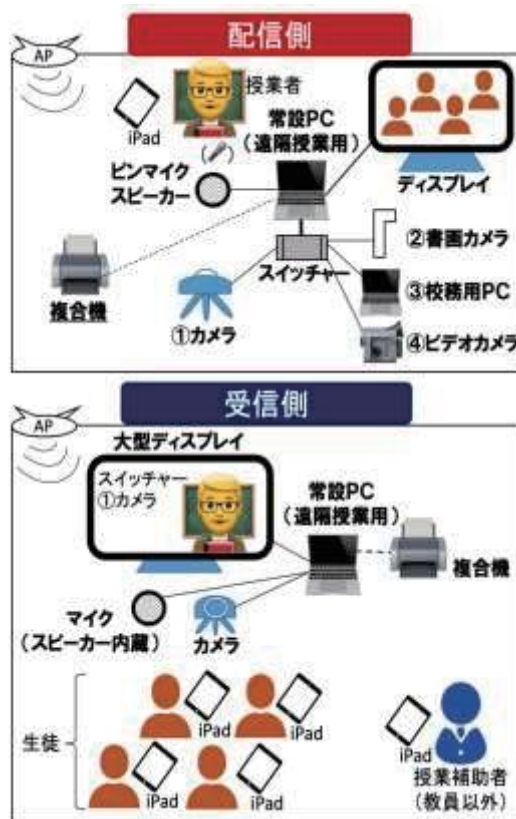 配信側
AP
iPad
授業者
常設PC
(遠隔授業用)
ピンマイク
スピーカー
ディスプレイ
複合機
スイッチャー
①カメラ
②書画カメラ
③校務用PC
④ビデオカメラ
受信側
AP
大型ディスプレイ
スイッチャー
①カメラ
常設PC
(遠隔授業用)
複合機
マイク
(スピーカー内蔵)
カメラ
生徒
iPad
iPad
iPad
iPad
iPad
授業補助者
(教員以外)